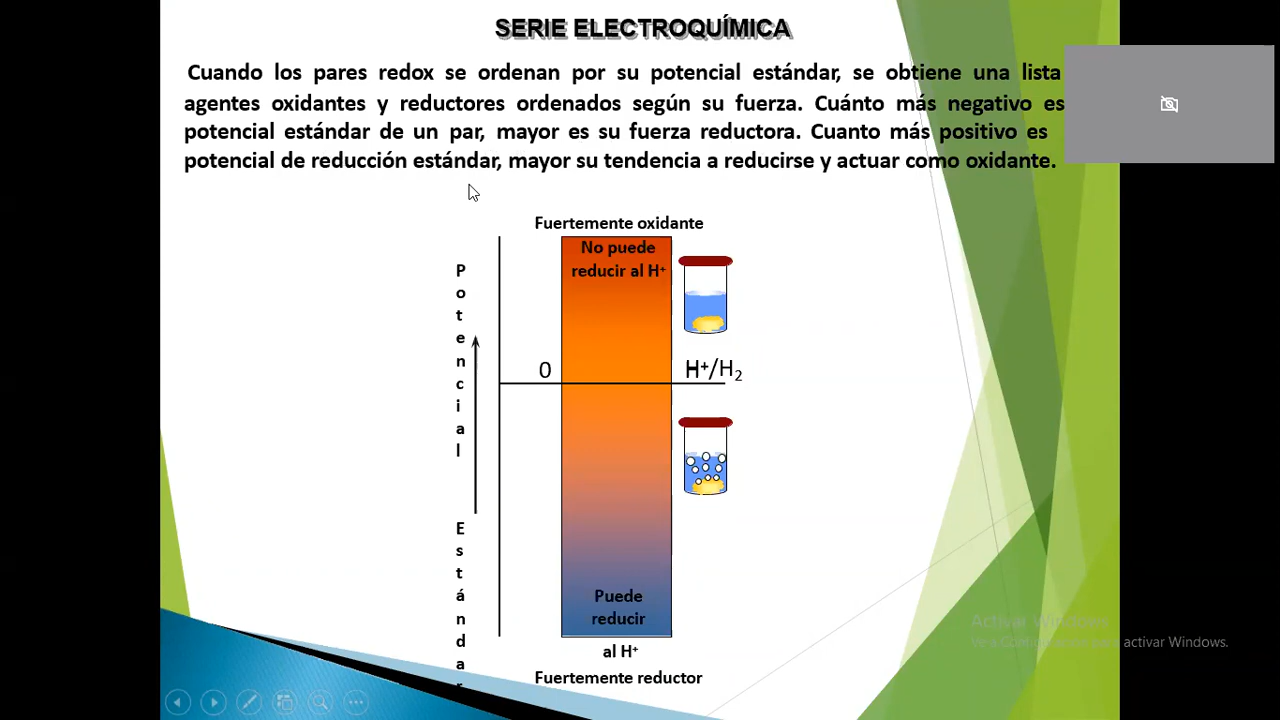 SERIE ELECTROQUÍMICA
Cuando los pares redox se ordenan por su potencial estándar, se obtiene una lista
agentes oxidantes y reductores ordenados según su fuerza. Cuánto más negativo es
potencial estándar de un par, mayor es su fuerza reductora. Cuanto más positivo es
potencial de reducción estándar, mayor su tendencia a reducirse y actuar como oxidante.
Fuertemente oxidante
No puede
reducir al H⁺
Potencial Estándar
0
H⁺/H₂
Puede
reducir
al H⁺
Fuertemente reductor
Activar Windows
Ve a Configuración para activar Windows.